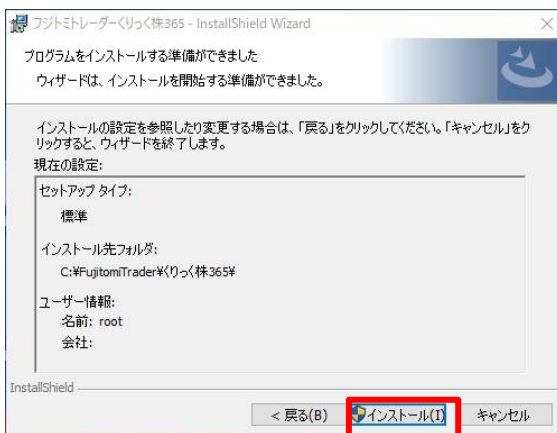 フジトミトレーダーくりっく株365 - InstallShield Wizard
プログラムをインストールする準備ができました
ウィザードは、インストールを開始する準備ができました。
インストールの設定を参照したり変更する場合は、「戻る」をクリックしてください。「キャンセル」をク
リックすると、ウィザードを終了します。
現在の設定:
セットアップ タイプ:
標準
インストール先フォルダ:
C:¥FujitomiTrader¥くりっく株365¥
ユーザー情報:
名前: root
会社:
InstallShield
< 戻る(B) インストール(I) キャンセル